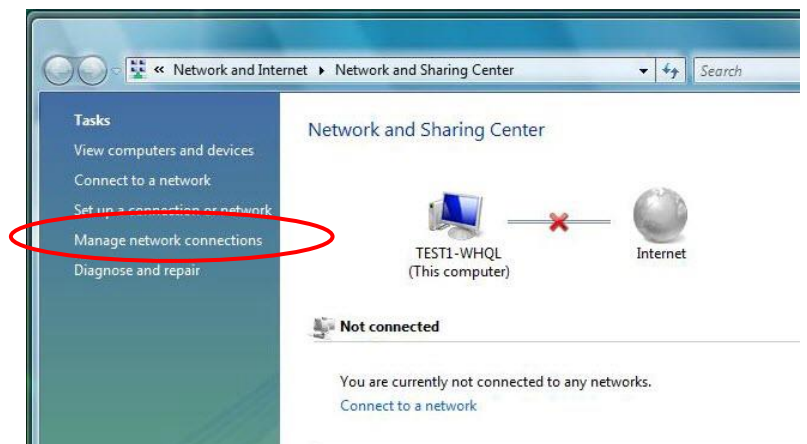 « Network and Internet ▸ Network and Sharing Center
Search
Tasks
View computers and devices
Connect to a network
Set up a connection or network
Manage network connections
Diagnose and repair
Network and Sharing Center
TEST1-WHQL
(This computer)
Internet
Not connected
You are currently not connected to any networks.
Connect to a network